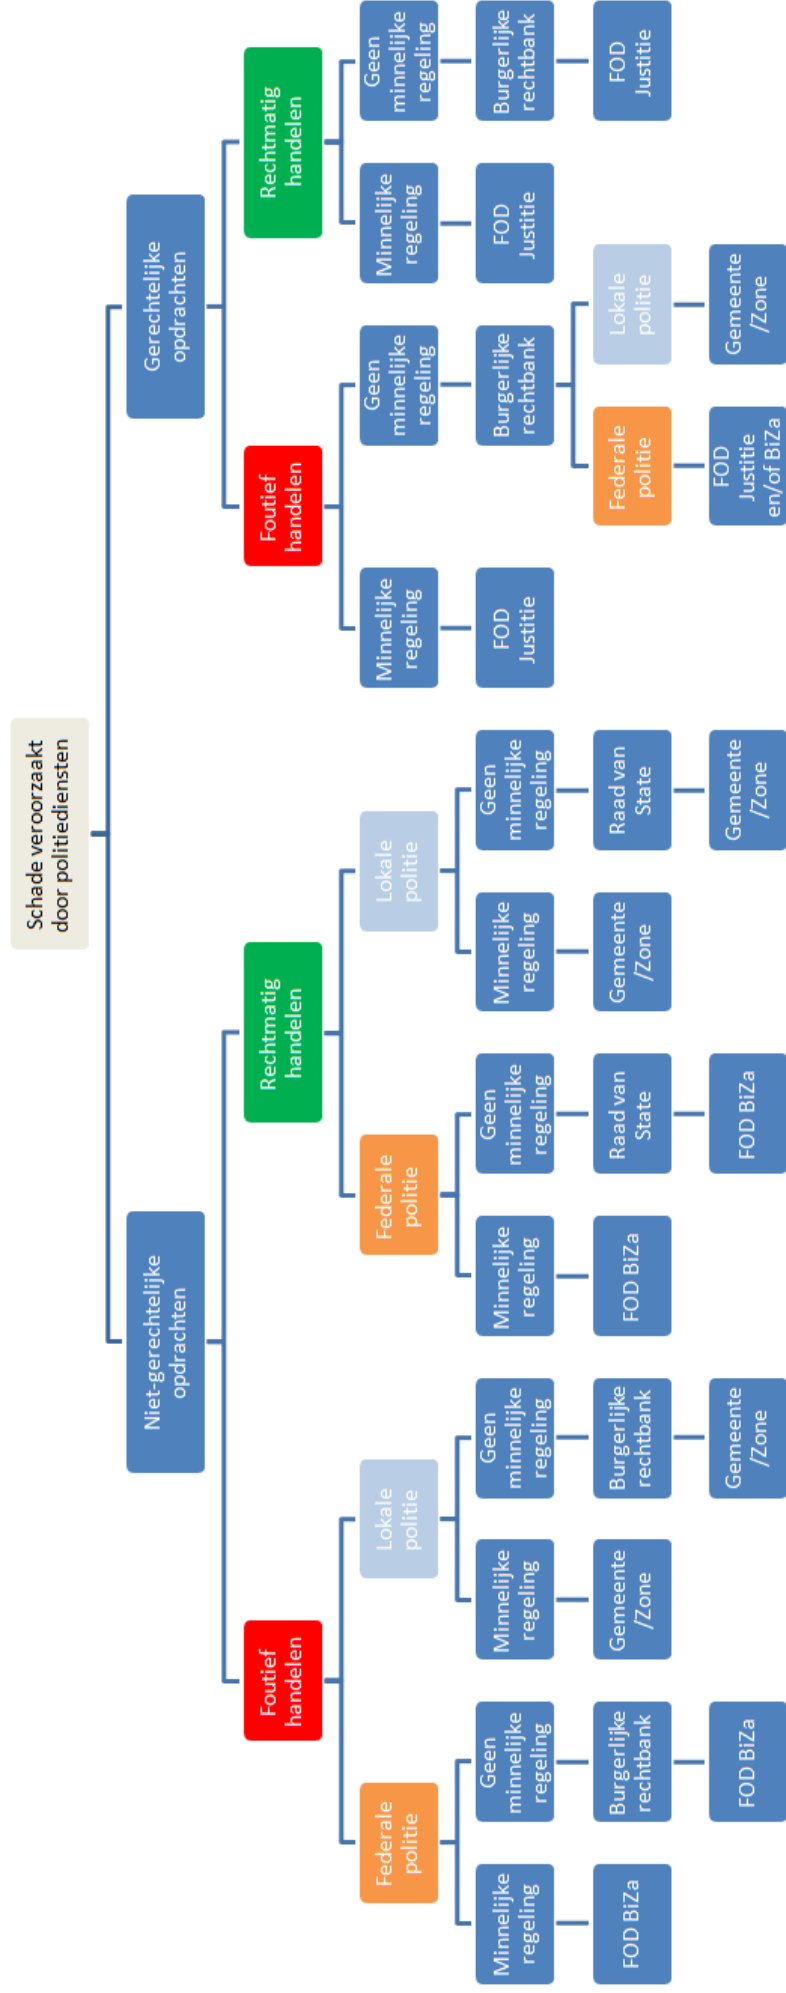 Schade veroorzaakt
door politiediensten
Niet-gerechtelijke
opdrachten
Gerechtelijke
opdrachten
Foutief
handelen
Rechtmatig
handelen
Foutief
handelen
Rechtmatig
handelen
Federale
politie
Lokale
politie
Federale
politie
Lokale
politie
Minnelijke
regeling
Geen
minnelijke
regeling
Minnelijke
regeling
Geen
minnelijke
regeling
Minnelijke
regeling
Geen
minnelijke
regeling
Minnelijke
regeling
Geen
minnelijke
regeling
Minnelijke
regeling
Geen
minnelijke
regeling
Minnelijke
regeling
Geen
minnelijke
regeling
FOD
Justitie
Burgerlijke
rechtbank
FOD
Justitie
Burgerlijke
rechtbank
FOD BiZa
Burgerlijke
rechtbank
Gemeente
/Zone
Burgerlijke
rechtbank
FOD BiZa
Raad van
State
Gemeente
/Zone
Raad van
State
Federale
politie
Lokale
politie
FOD
Justitie
FOD BiZa
Gemeente
/Zone
FOD BiZa
Gemeente
/Zone
FOD
Justitie
en/of BiZa
Gemeente
/Zone